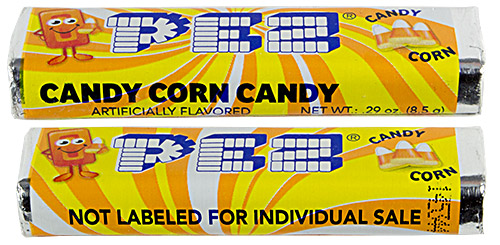 PEZ®
CANDY
CORN
CANDY CORN CANDY
ARTIFICIALLY FLAVORED NET WT.: .29 oz. (8.5 g)
PEZ®
CANDY
CORN
NOT LABELED FOR INDIVIDUAL SALE